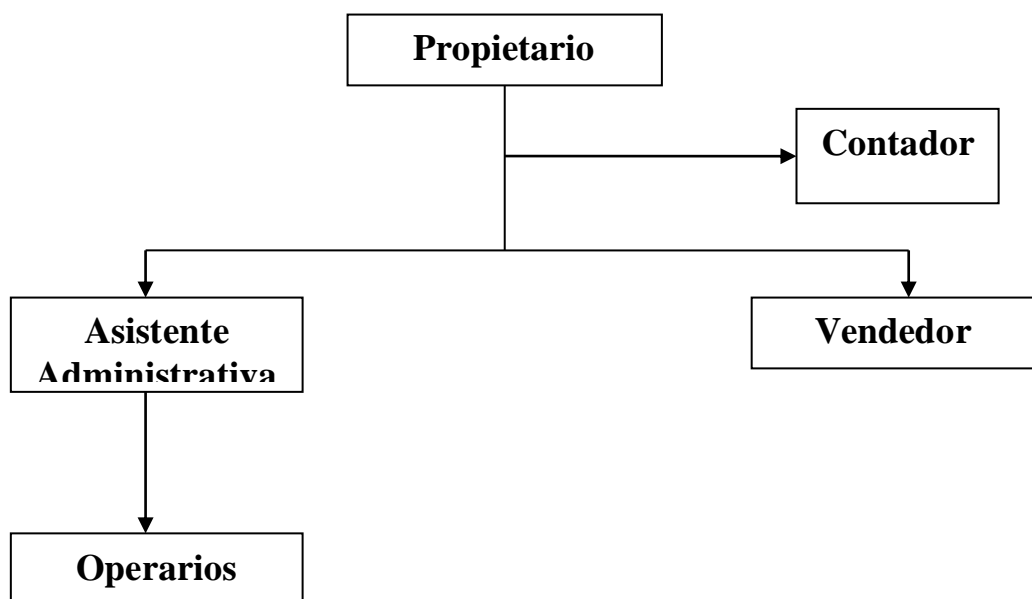 Propietario
Contador
Asistente
Administrativa
Vendedor
Operarios